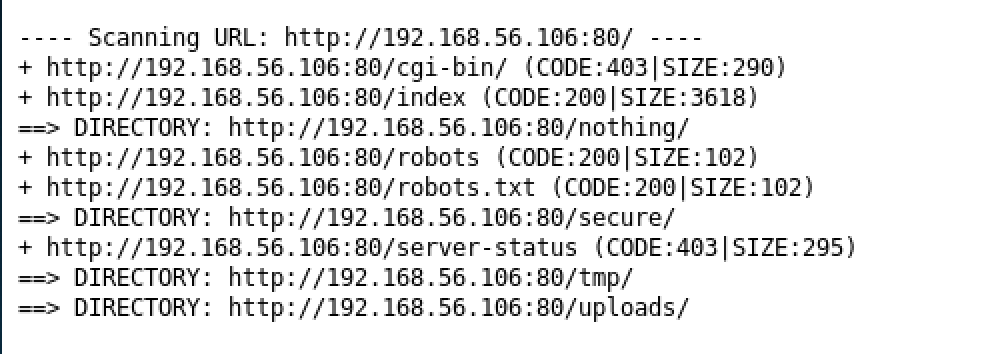 ---- Scanning URL: http://192.168.56.106:80/ ----
+ http://192.168.56.106:80/cgi-bin/ (CODE:403|SIZE:290)
+ http://192.168.56.106:80/index (CODE:200|SIZE:3618)
==> DIRECTORY: http://192.168.56.106:80/nothing/
+ http://192.168.56.106:80/robots (CODE:200|SIZE:102)
+ http://192.168.56.106:80/robots.txt (CODE:200|SIZE:102)
==> DIRECTORY: http://192.168.56.106:80/secure/
+ http://192.168.56.106:80/server-status (CODE:403|SIZE:295)
==> DIRECTORY: http://192.168.56.106:80/tmp/
==> DIRECTORY: http://192.168.56.106:80/uploads/